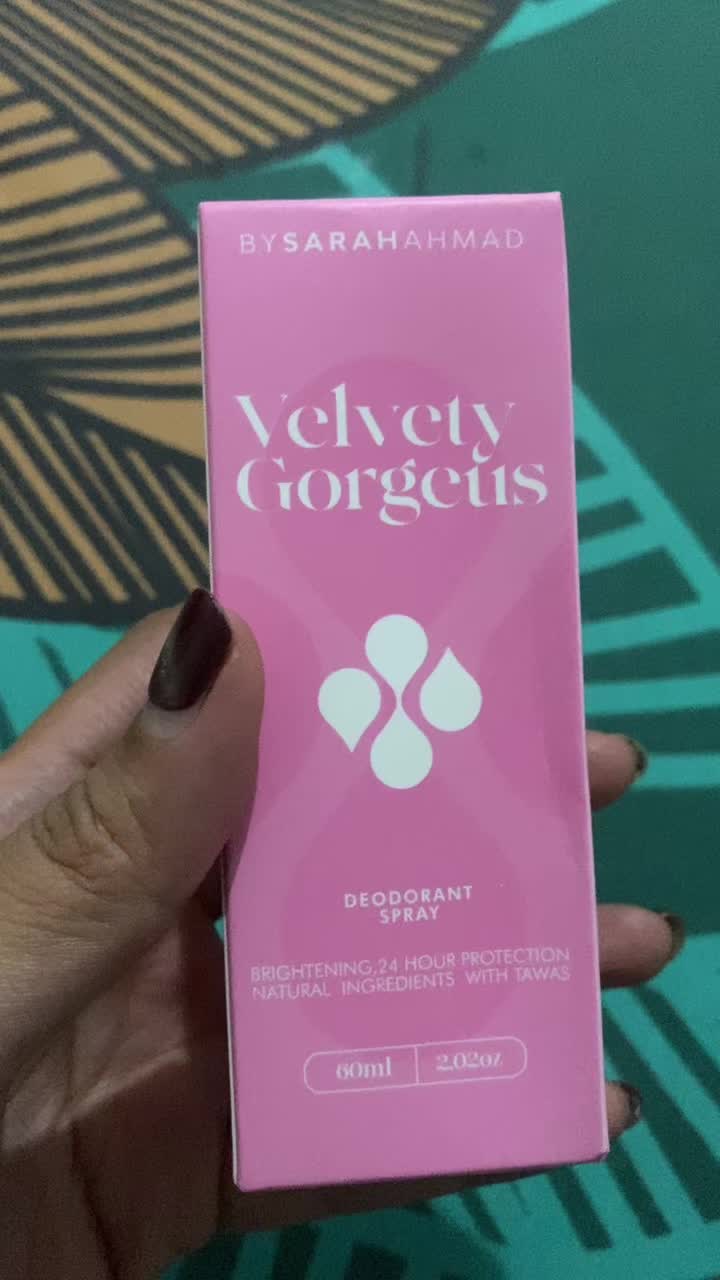 BYSARAHAHMAD
Velvety
Gorgeus
DEODORANT
SPRAY
BRIGHTENING,24 HOUR PROTECTION
NATURAL INGREDIENTS WITH TAWAS
60ml 2.02oz